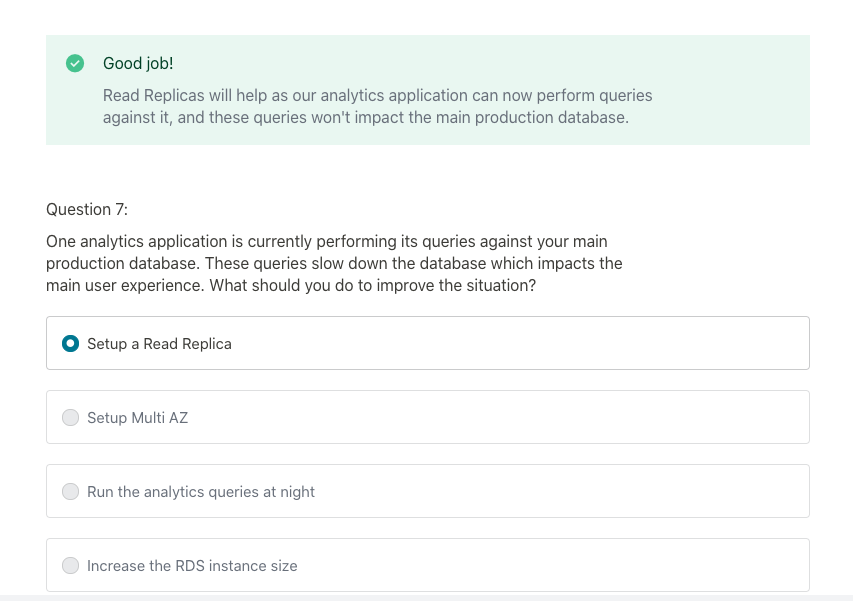 Good job!
Read Replicas will help as our analytics application can now perform queries
against it, and these queries won't impact the main production database.
Question 7:
One analytics application is currently performing its queries against your main
production database. These queries slow down the database which impacts the
main user experience. What should you do to improve the situation?
Setup a Read Replica
Setup Multi AZ
Run the analytics queries at night
Increase the RDS instance size